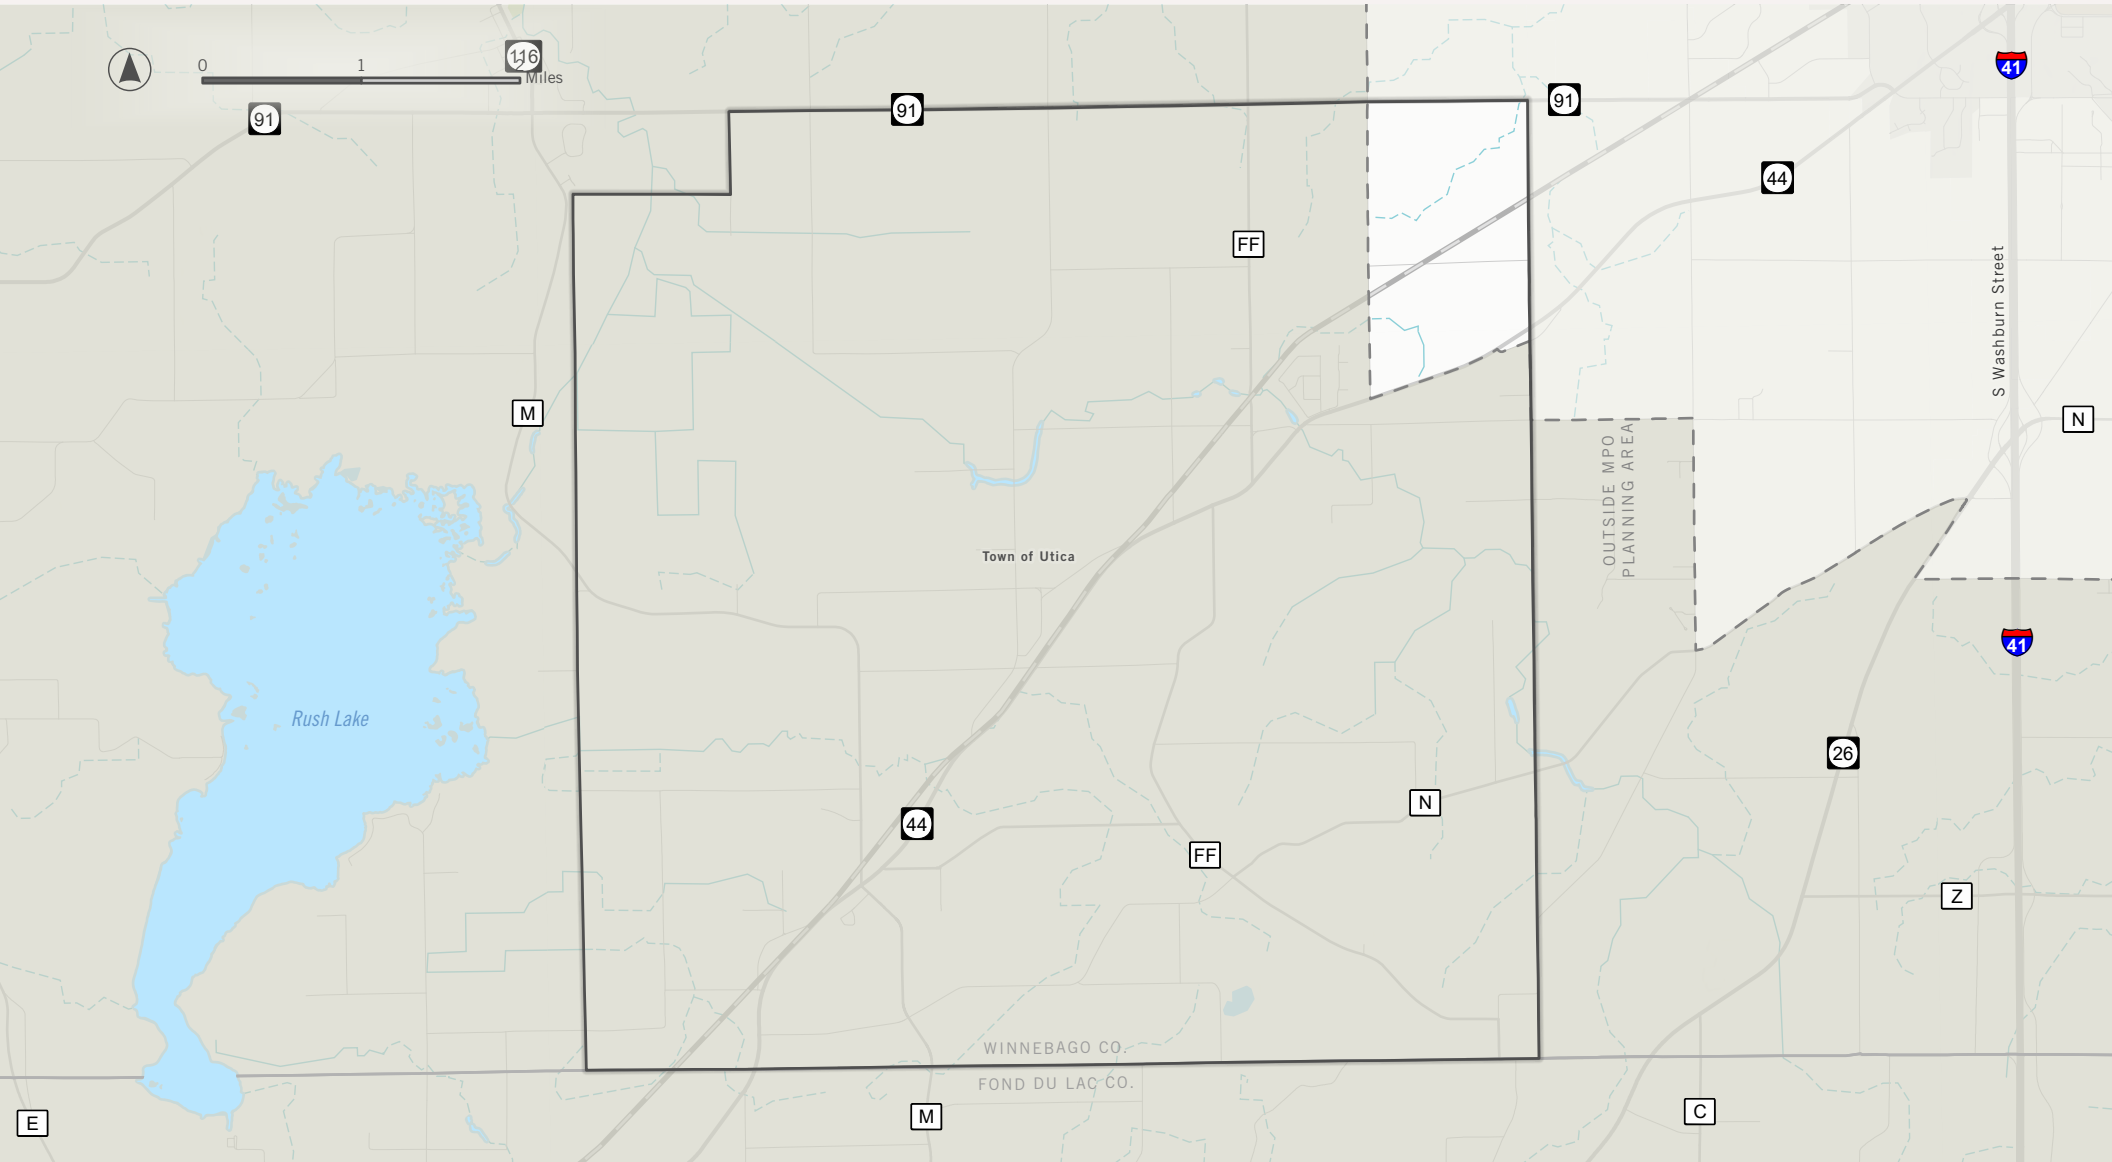 0 1 2 Miles
116
91
91
91
41
44
FF
S Washburn Street
M
N
OUTSIDE MPO
PLANNING AREA
Town of Utica
41
Rush Lake
26
N
44
FF
Z
WINNEBAGO CO.
FOND DU LAC CO.
E
M
C